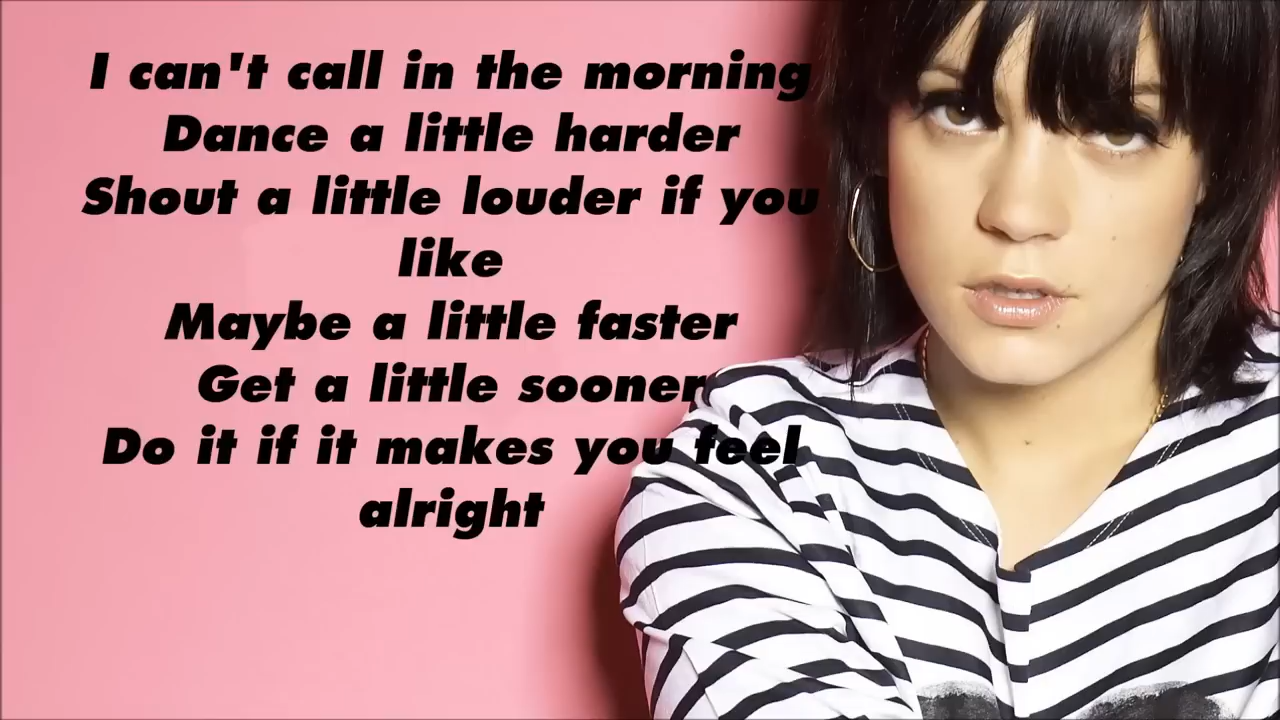 I can't call in the morning
Dance a little harder
Shout a little louder if you
like
Maybe a little faster
Get a little sooner
Do it if it makes you feel
alright